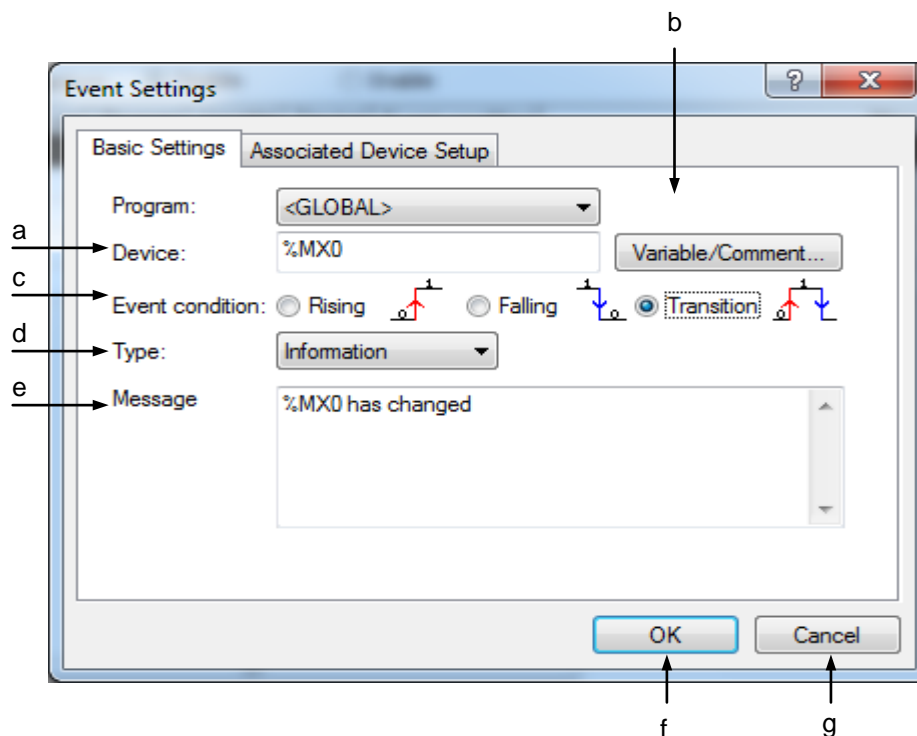 b
Event Settings
Basic Settings Associated Device Setup
Program: <GLOBAL>
a
Device: %MX0 Variable/Comment...
c
Event condition: Rising 0 1 Falling 1 0 Transition 0 1
d
Type: Information
e
Message %MX0 has changed
OK Cancel
f g